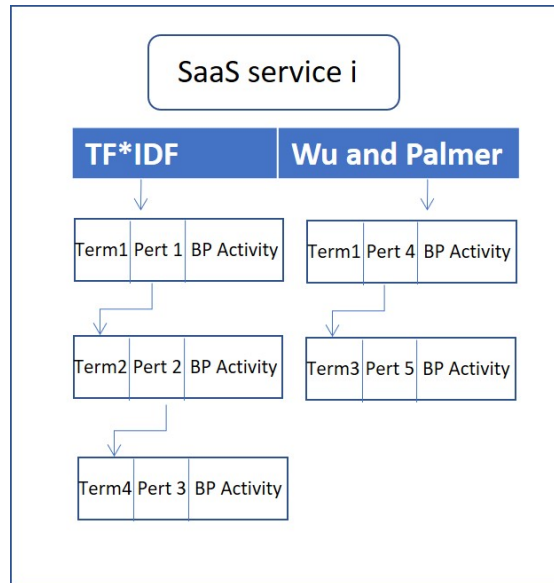 SaaS service i
TF*IDF Wu and Palmer
Term1 Pert 1 BP Activity Term1 Pert 4 BP Activity
Term2 Pert 2 BP Activity Term3 Pert 5 BP Activity
Term4 Pert 3 BP Activity